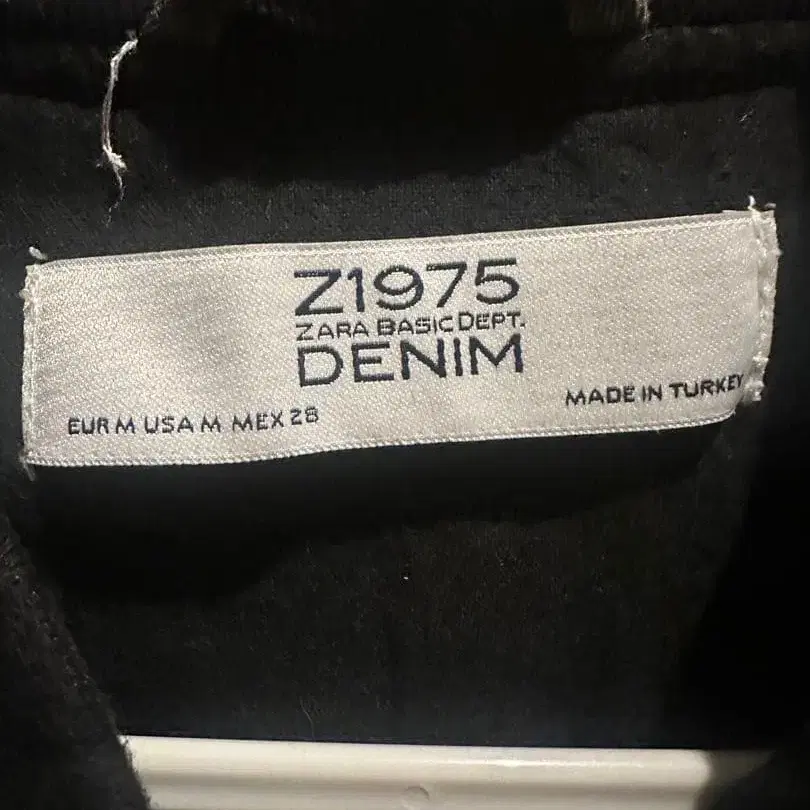 Z1975
ZARA BASIC DEPT.
DENIM
EUR M USA M MEX 28
MADE IN TURKEY